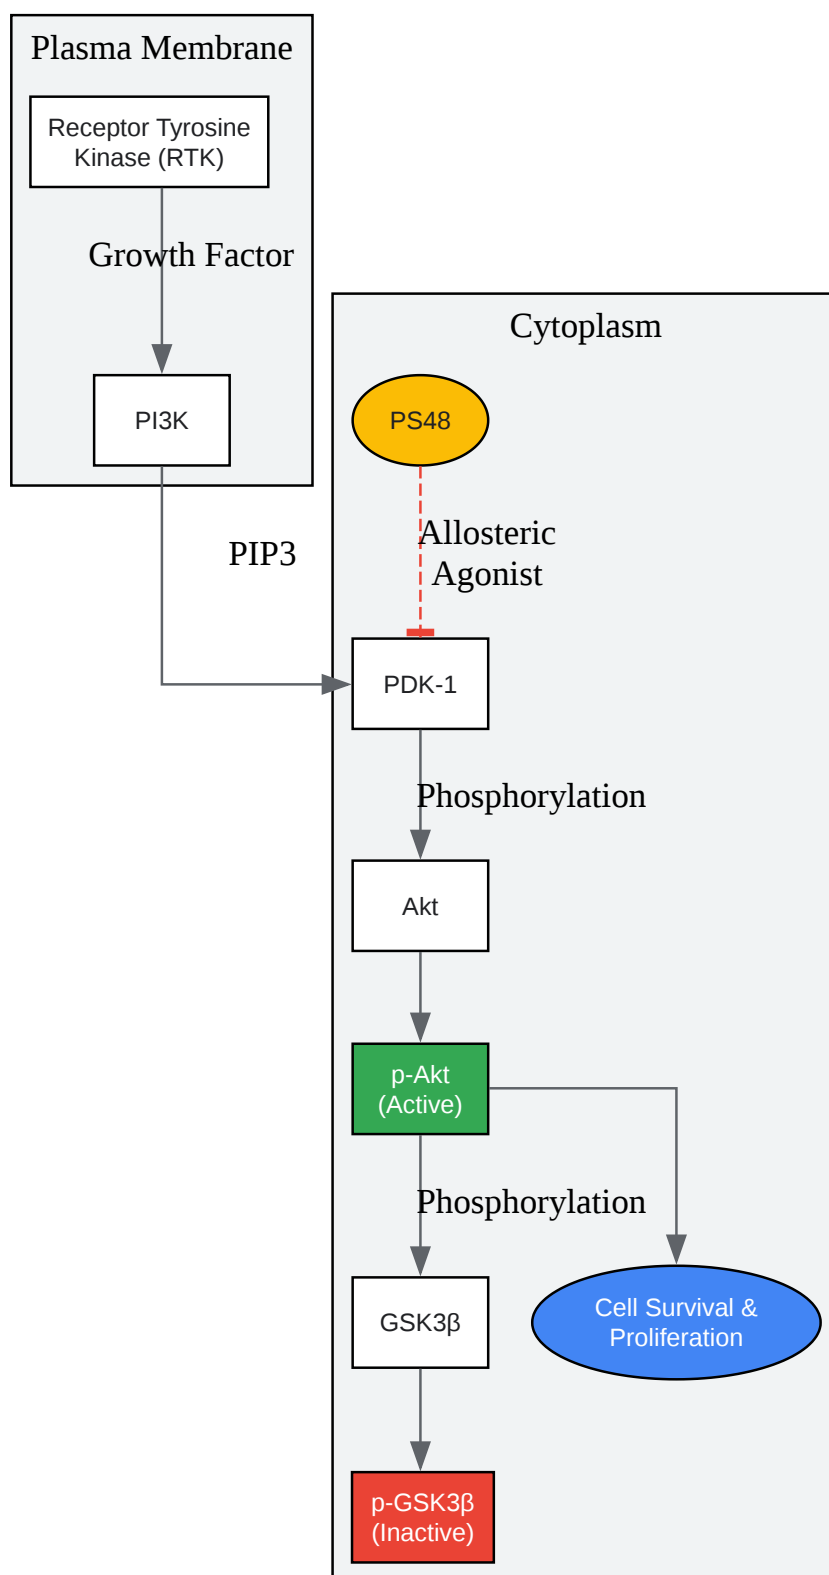 Plasma Membrane
Receptor Tyrosine
Kinase (RTK)
Growth Factor
PI3K
PIP3
Cytoplasm
PS48
Allosteric
Agonist
PDK-1
Phosphorylation
Akt
p-Akt
(Active)
Phosphorylation
GSK3β
Cell Survival &
Proliferation
p-GSK3β
(Inactive)